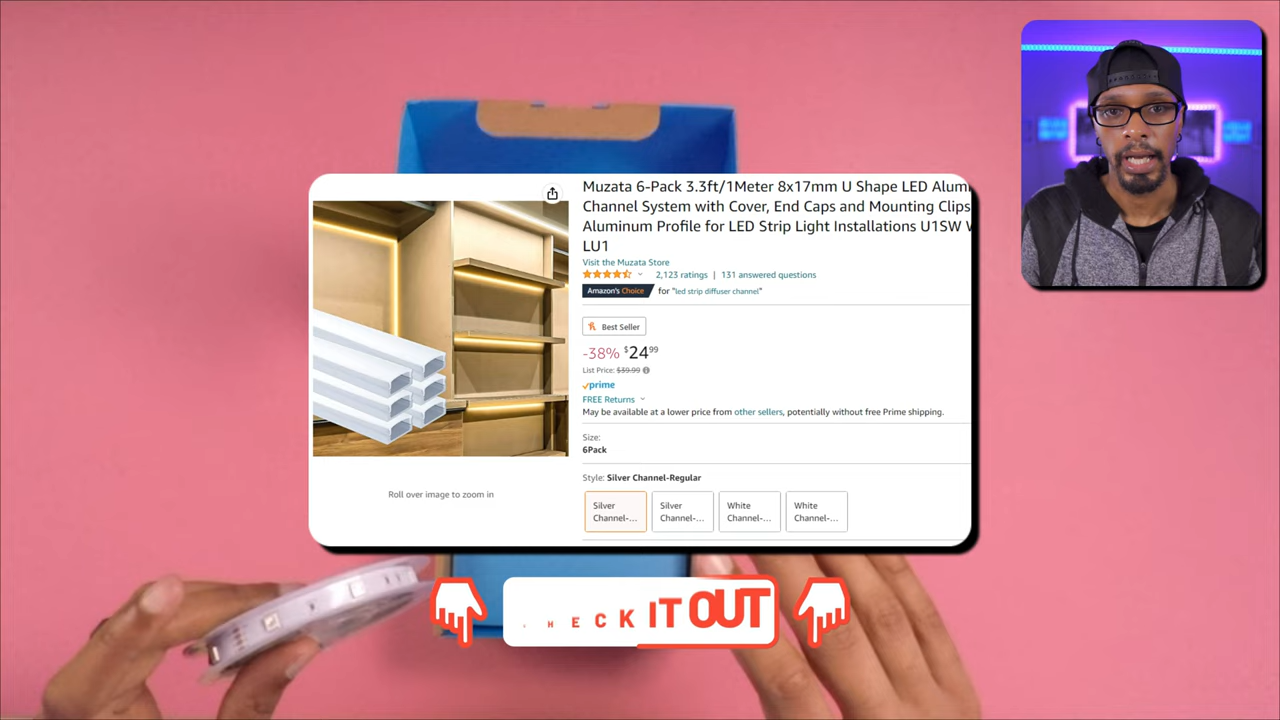 Muzata 6-Pack 3.3ft/1Meter 8x17mm U Shape LED Alum
Channel System with Cover, End Caps and Mounting Clips
Aluminum Profile for LED Strip Light Installations U1SW
LU1
Visit the Muzata Store
2,123 ratings | 131 answered questions
Amazon's Choice for "led strip diffuser channel"
Best Seller
-38% $24 99
List Price: $39.99
prime
FREE Returns
May be available at a lower price from other sellers, potentially without free Prime shipping.
Size:
6Pack
Style: Silver Channel-Regular
Silver Silver White White
Channel-... Channel-... Channel-... Channel-...
Roll over image to zoom in
HECK IT OUT